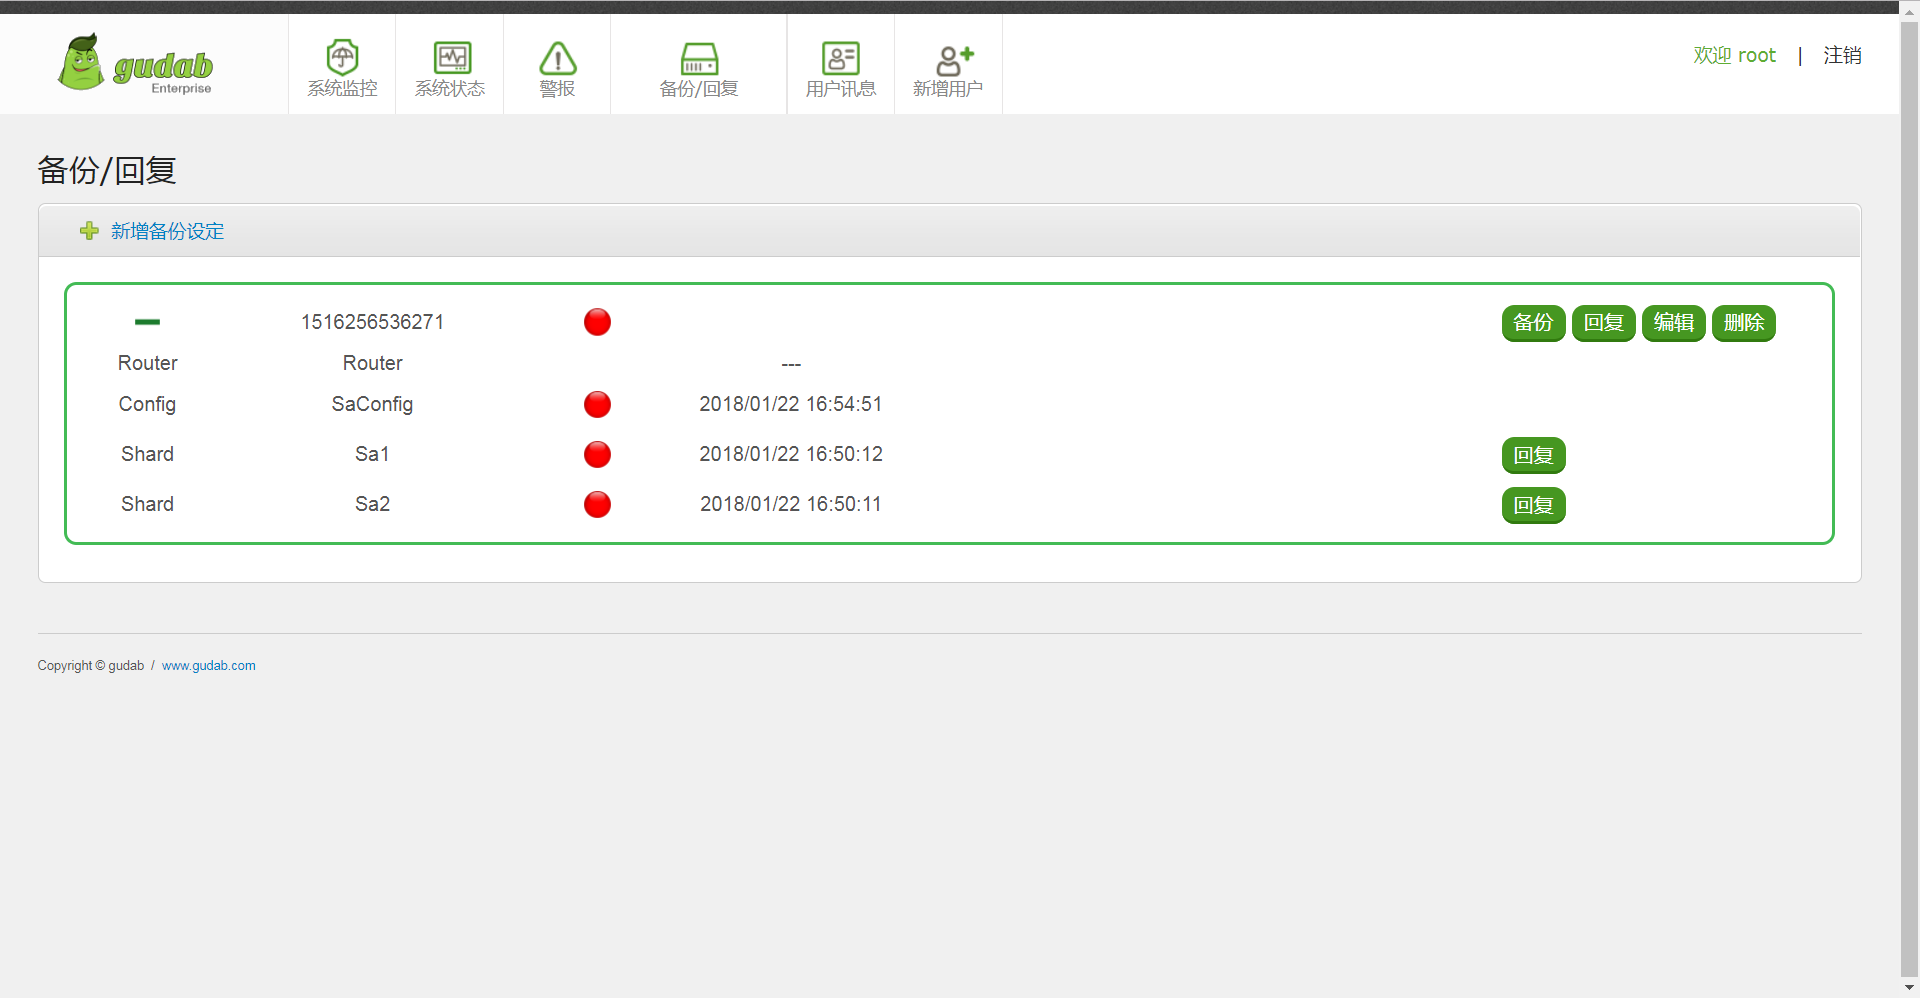 gudab
Enterprise
系统监控
系统状态
警报
备份/回复
用户讯息
新增用户
欢迎 root | 注销
备份/回复
新增备份设定
1516256536271 备份 回复 编辑 删除
Router Router ---
Config SaConfig 2018/01/22 16:54:51
Shard Sa1 2018/01/22 16:50:12 回复
Shard Sa2 2018/01/22 16:50:11 回复
Copyright © gudab / www.gudab.com